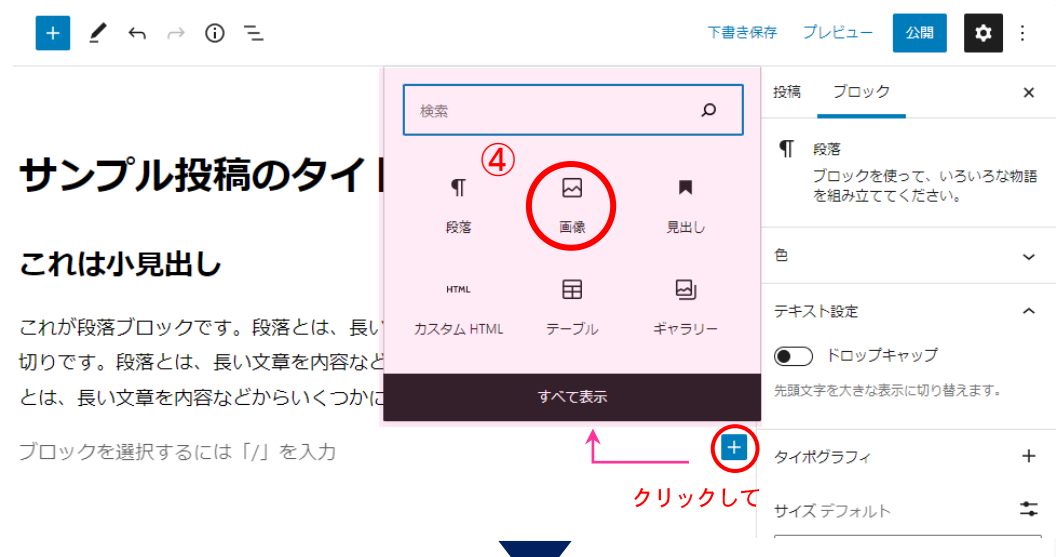 下書き保存 プレビュー 公開
投稿 ブロック
検索
段落
ブロックを使って、いろいろな物語
を組み立ててください。
④
サンプル投稿のタイト
段落 画像 見出し
これは小見出し
色
HTML
カスタム HTML テーブル ギャラリー
テキスト設定
これが段落ブロックです。段落とは、長い
ドロップキャップ
切りです。段落とは、長い文章を内容など
先頭文字を大きな表示に切り替えます。
とは、長い文章を内容などからいくつかに
すべて表示
ブロックを選択するには「/」を入力
タイポグラフィ
クリックして
サイズ デフォルト